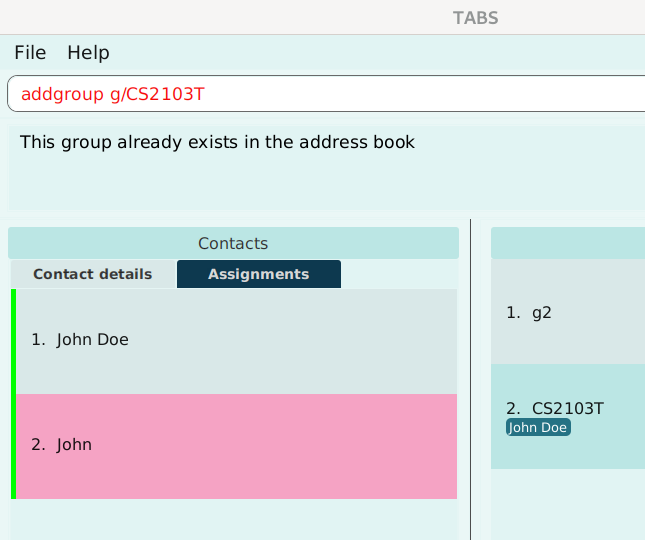 TABS
File Help
addgroup g/CS2103T
This group already exists in the address book
Contacts
Contact details Assignments
1. John Doe
2. John
1. g2
2. CS2103T
John Doe